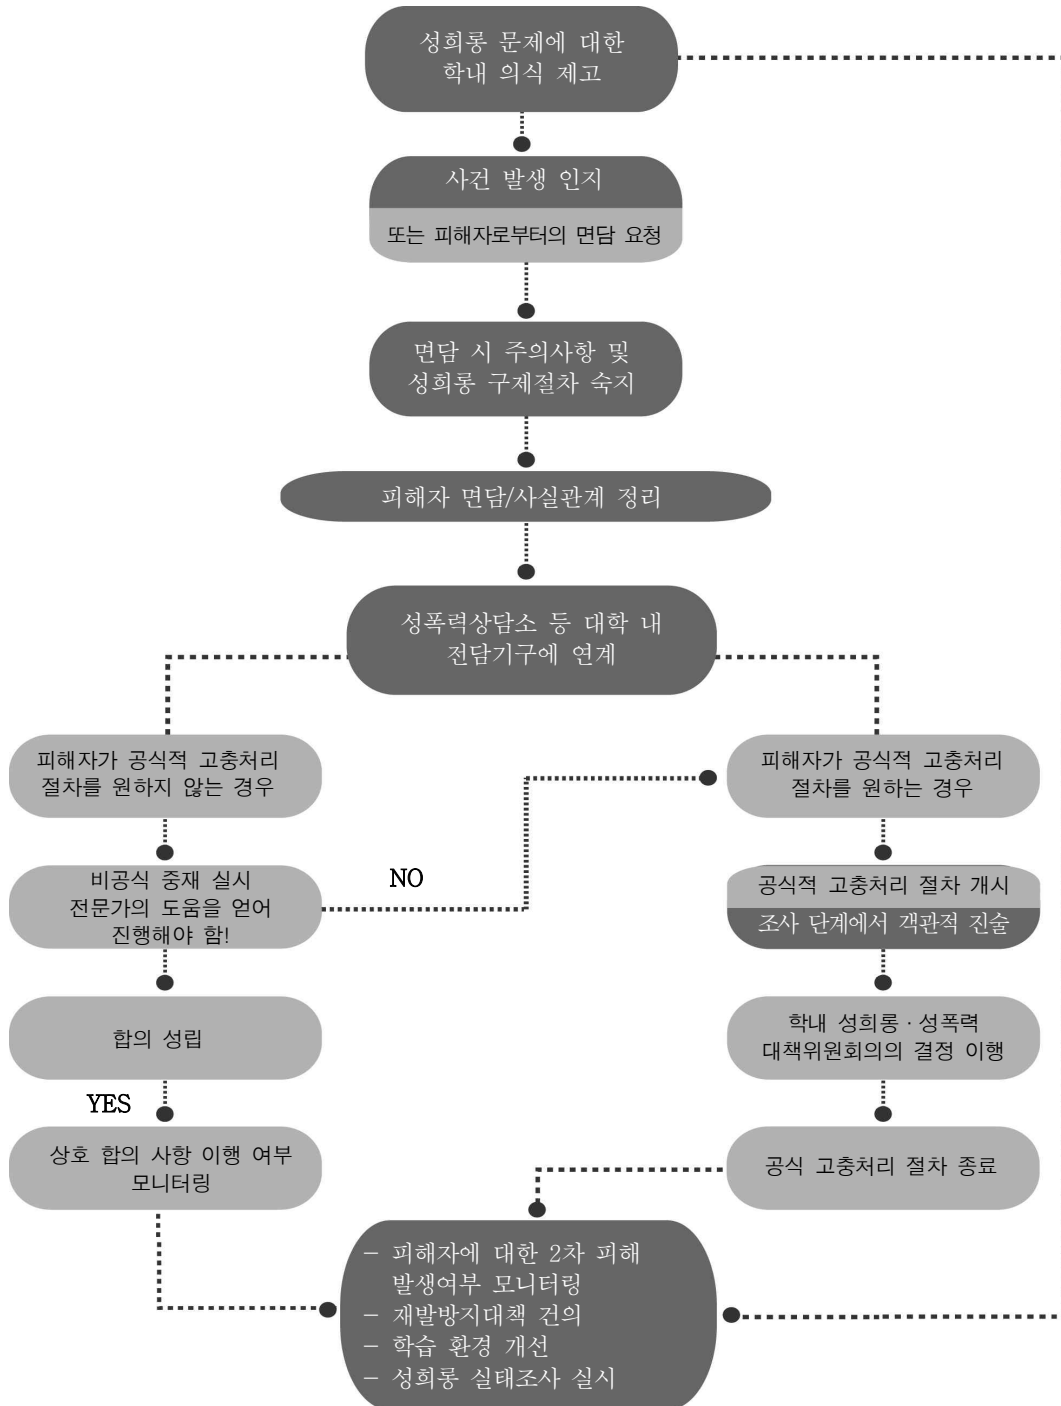 성희롱 문제에 대한
학내 의식 제고
사건 발생 인지
또는 피해자로부터의 면담 요청
면담 시 주의사항 및
성희롱 구제절차 숙지
피해자 면담/사실관계 정리
성폭력상담소 등 대학 내
전담기구에 연계
피해자가 공식적 고충처리
절차를 원하지 않는 경우
피해자가 공식적 고충처리
절차를 원하는 경우
비공식 중재 실시
전문가의 도움을 얻어
진행해야 함!
NO
공식적 고충처리 절차 개시
조사 단계에서 객관적 진술
합의 성립
학내 성희롱·성폭력
대책위원회의의 결정 이행
YES
상호 합의 사항 이행 여부
모니터링
공식 고충처리 절차 종료
- 피해자에 대한 2차 피해
발생여부 모니터링
- 재발방지대책 건의
- 학습 환경 개선
- 성희롱 실태조사 실시